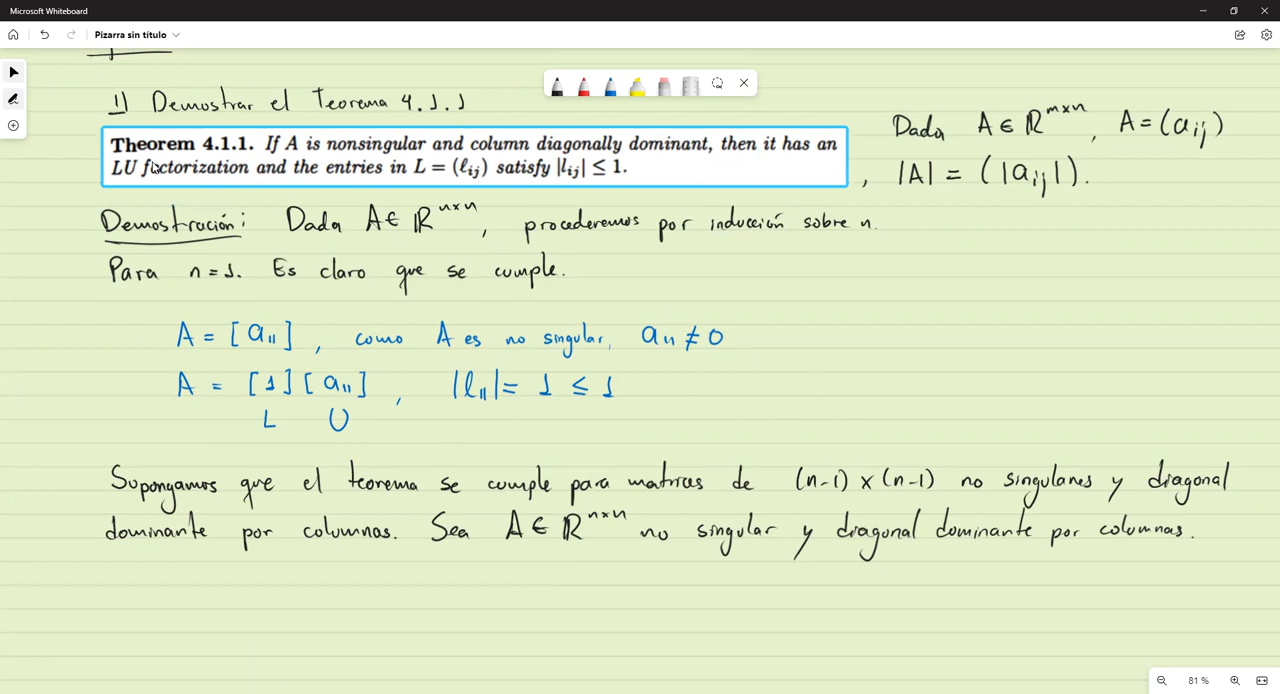 Microsoft Whiteboard
Pizarra sin título
1) Demostrar el Teorema 4.1.1
Theorem 4.1.1. If A is nonsingular and column diagonally dominant, then it has an
LU factorization and the entries in L = (ℓij) satisfy |lij| ≤ 1.
Dada A ∈ ℝ^{m×n}, A = (aij)
, |A| = (|aij|).
Demostración: Dada A ∈ ℝ^{n×n}, procederemos por inducción sobre n.
Para n = 1. Es claro que se cumple.
A = [a11], como A es no singular, a11 ≠ 0
A = [1][a11], |ℓ11| = 1 ≤ 1
L U
Supongamos que el teorema se cumple para matrices de (n-1) × (n-1) no singulares y diagonal
dominante por columnas. Sea A ∈ ℝ^{n×n} no singular y diagonal dominante por columnas.
81 %